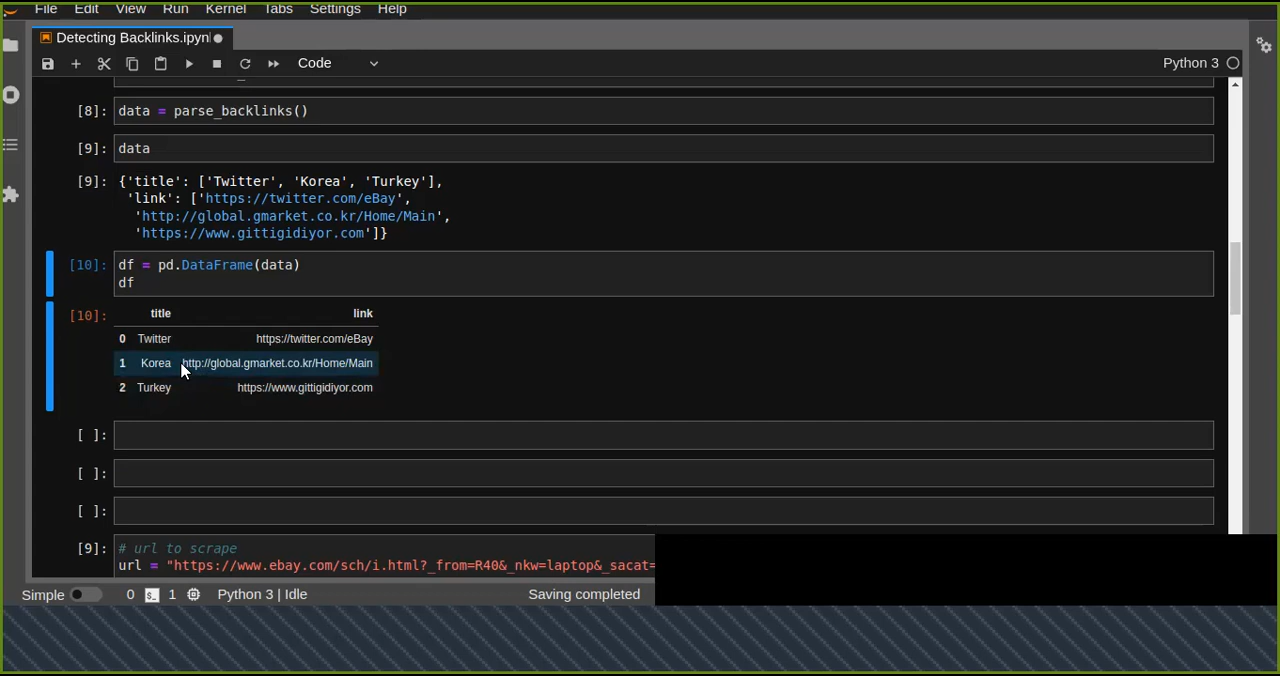 File Edit View Run Kernel Tabs Settings Help
Detecting Backlinks.ipynb
Code
Python 3
[8]: data = parse_backlinks()
[9]: data
[9]: {'title': ['Twitter', 'Korea', 'Turkey'],
'link': ['https://twitter.com/eBay',
'http://global.gmarket.co.kr/Home/Main',
'https://www.gittigidiyor.com']}
[10]: df = pd.DataFrame(data)
df
[10]: title link
0 Twitter https://twitter.com/eBay
1 Korea http://global.gmarket.co.kr/Home/Main
2 Turkey https://www.gittigidiyor.com
[ ]:
[ ]:
[ ]:
[9]: # url to scrape
url = "https://www.ebay.com/sch/i.html?_from=R40&_nkw=laptop&_sacat=
Simple 0 $_ 1 Python 3 | Idle Saving completed